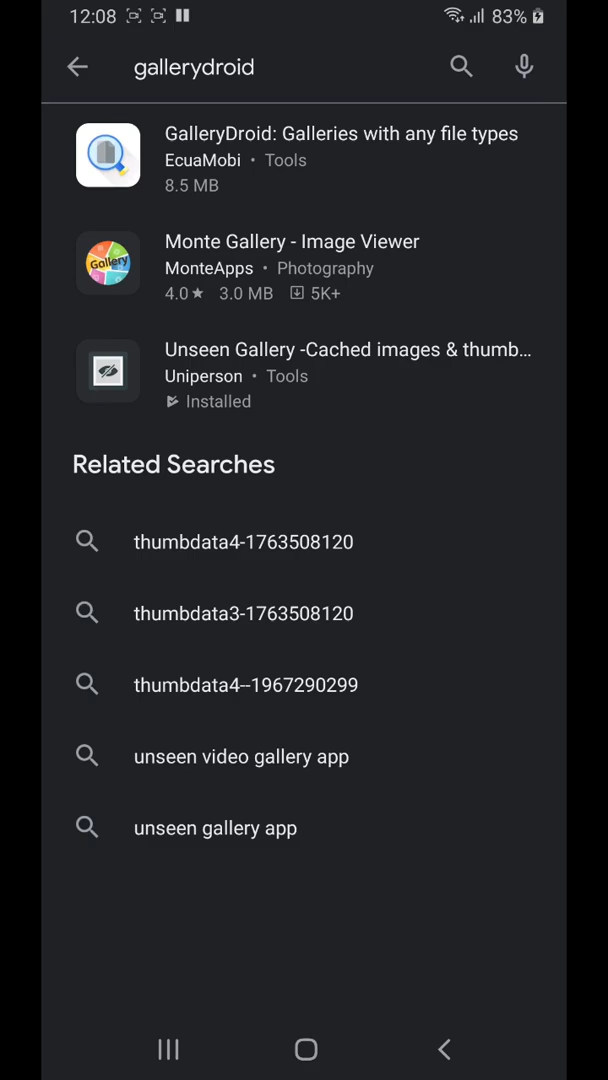 12:08 83%
gallerydroid
GalleryDroid: Galleries with any file types
EcuaMobi • Tools
8.5 MB
Gallery
Monte Gallery - Image Viewer
MonteApps • Photography
4.0★ 3.0 MB 5K+
Unseen Gallery -Cached images & thumb...
Uniperson • Tools
Installed
Related Searches
thumbdata4-1763508120
thumbdata3-1763508120
thumbdata4--1967290299
unseen video gallery app
unseen gallery app